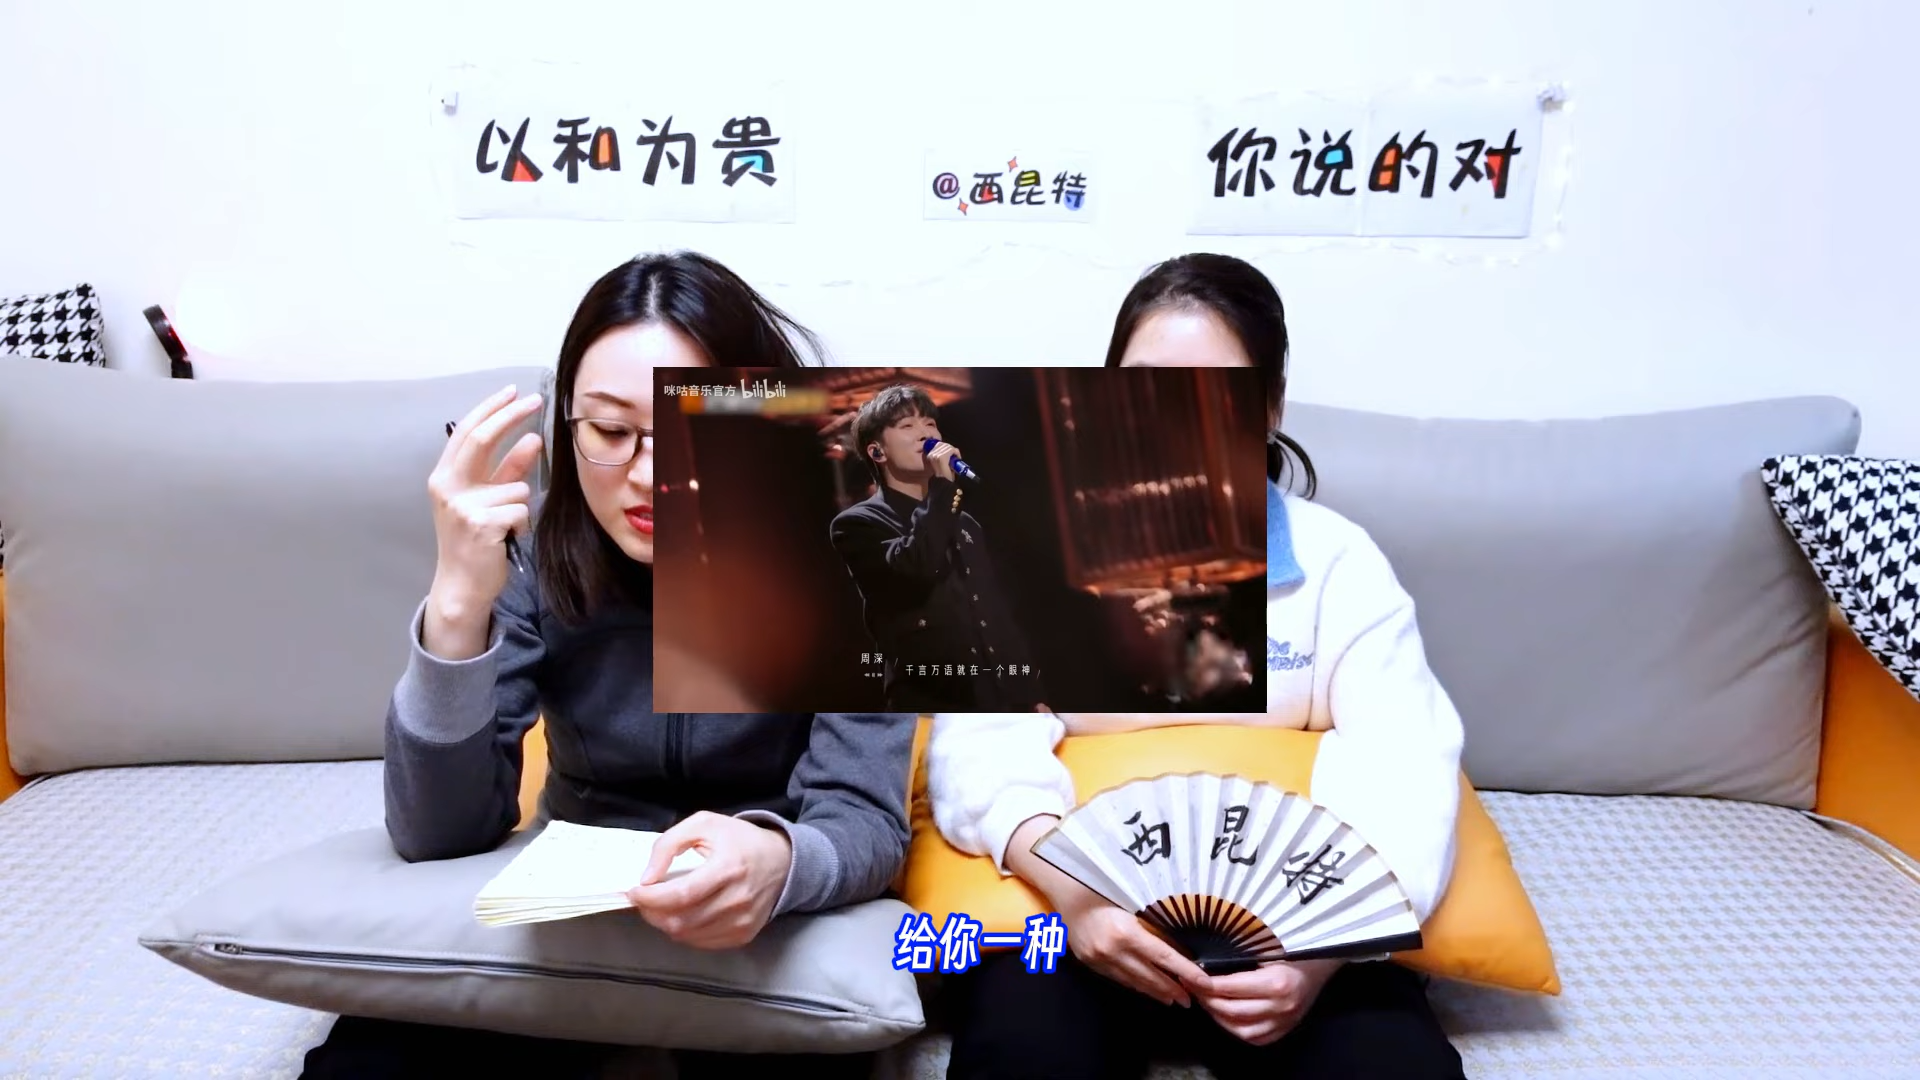 以和为贵
@西昆特
你说的对
咪咕音乐官方 bilibili
周深
千言万语就在一个眼神
西昆特
给你一种